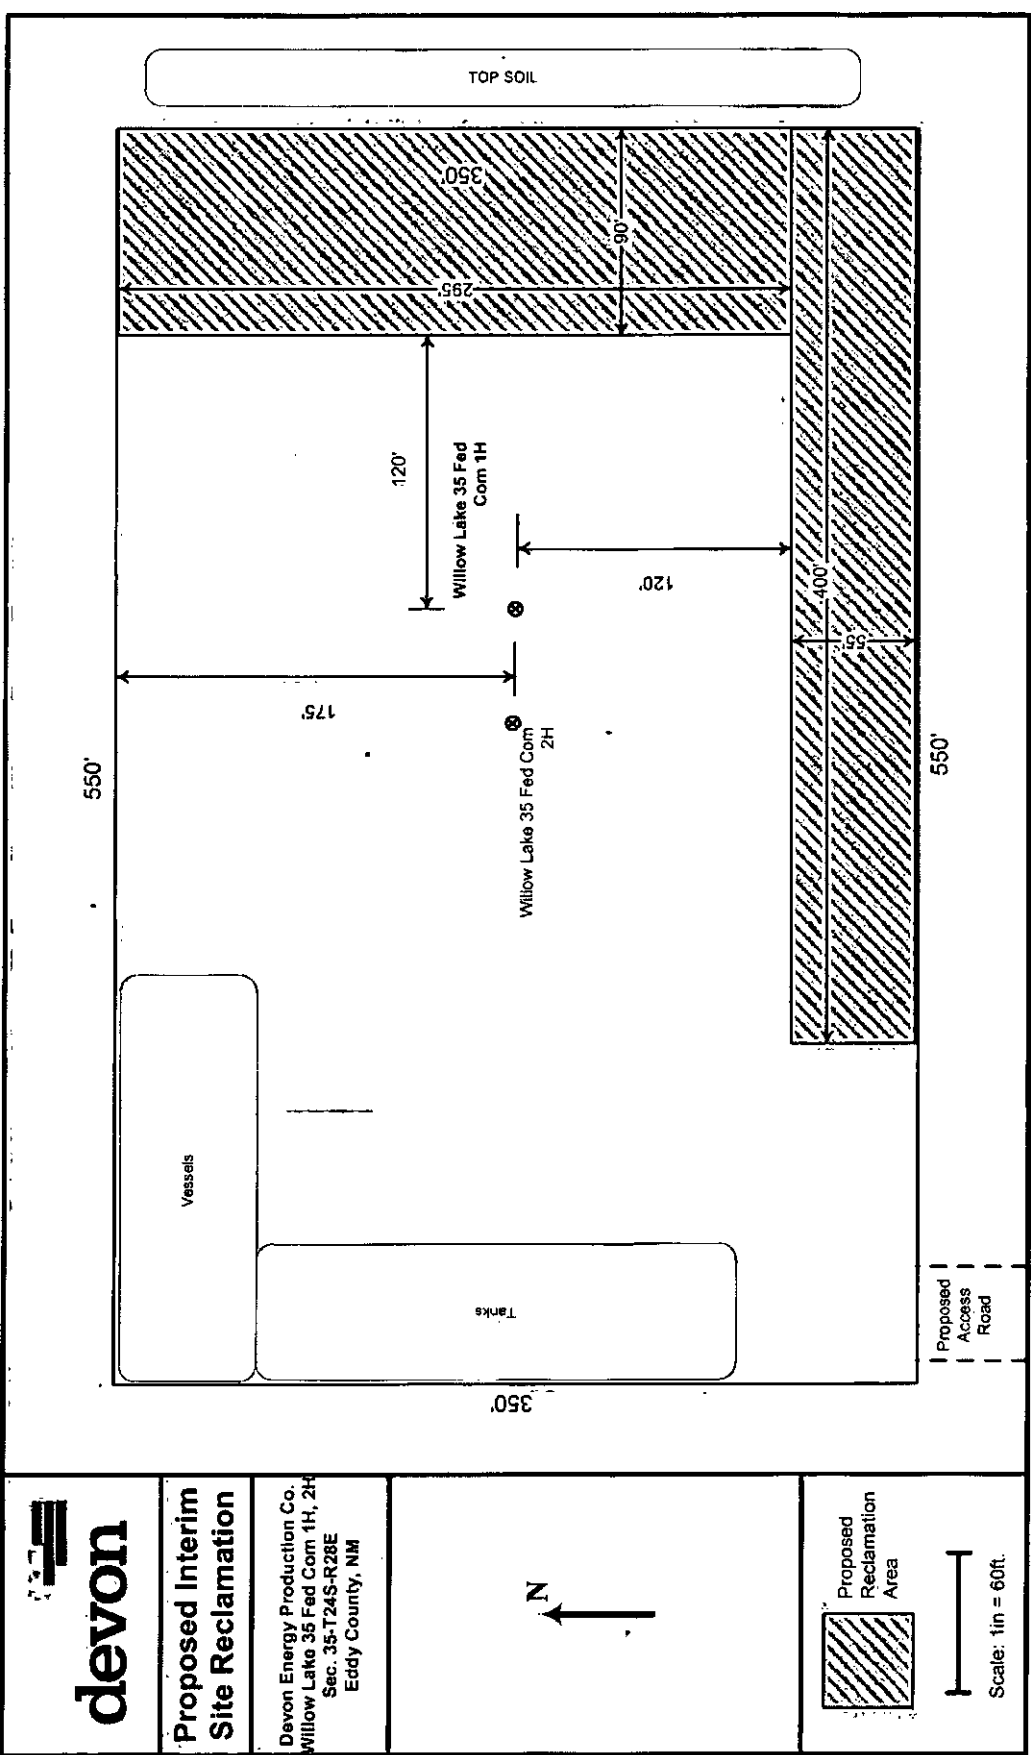 devon
Proposed Interim
Site Reclamation
Devon Energy Production Co.
Willow Lake 35 Fed Com 1H, 2H
Sec. 35-T24S-R28E
Eddy County, NM
N
Proposed
Reclamation
Area
Scale: 1in = 60ft.
550'
Vessels
Tanks
350'
175'
Willow Lake 35 Fed Com
2H
120'
Willow Lake 35 Fed
Com 1H
120'
295'
90'
350'
TOP SOIL
400'
55'
550'
Proposed
Access
Road